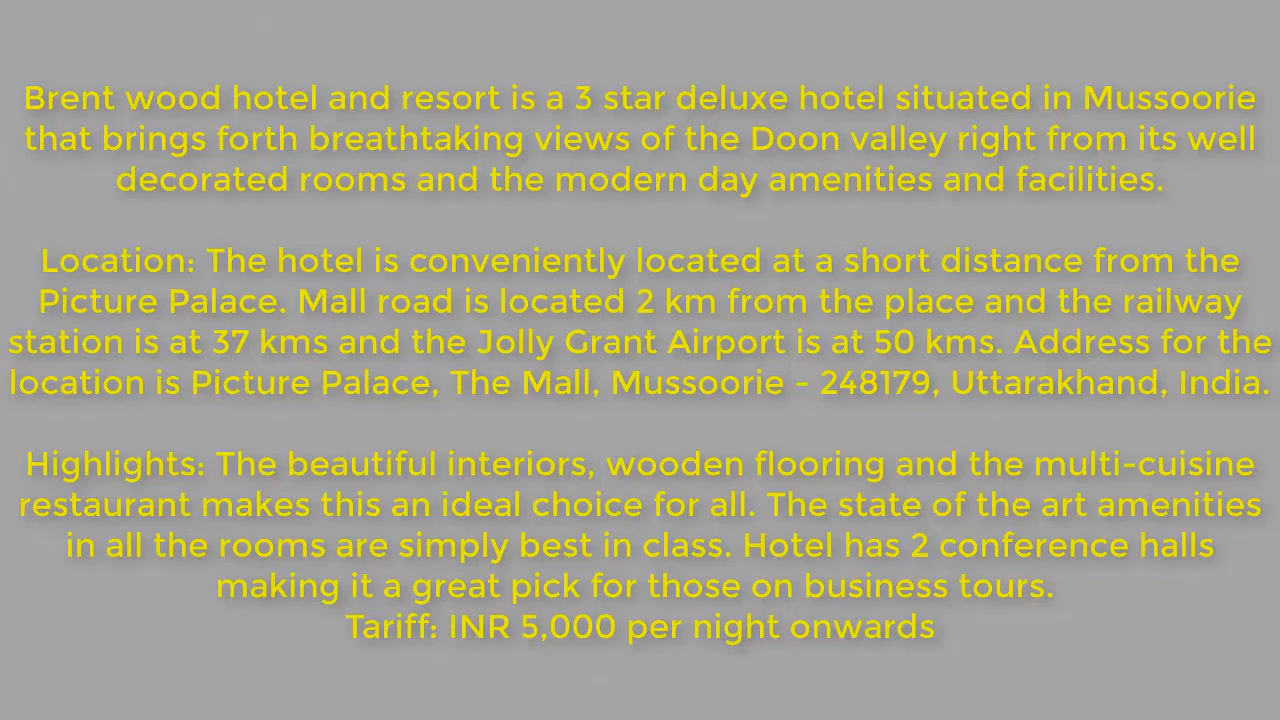 Brent wood hotel and resort is a 3 star deluxe hotel situated in Mussoorie
that brings forth breathtaking views of the Doon valley right from its well
decorated rooms and the modern day amenities and facilities.
Location: The hotel is conveniently located at a short distance from the
Picture Palace. Mall road is located 2 km from the place and the railway
station is at 37 kms and the Jolly Grant Airport is at 50 kms. Address for the
location is Picture Palace, The Mall, Mussoorie - 248179, Uttarakhand, India.
Highlights: The beautiful interiors, wooden flooring and the multi-cuisine
restaurant makes this an ideal choice for all. The state of the art amenities
in all the rooms are simply best in class. Hotel has 2 conference halls
making it a great pick for those on business tours.
Tariff: INR 5,000 per night onwards